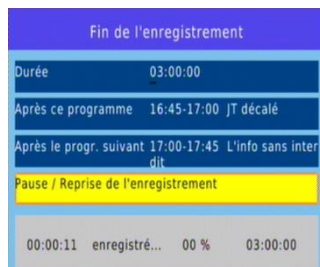 Fin de l'enregistrement
Durée 03:00:00
Après ce programme 16:45-17:00 JT décalé
Après le progr. suivant 17:00-17:45 L'info sans inter
dit
Pause / Reprise de l'enregistrement
00:00:11 enregistré... 00 % 03:00:00